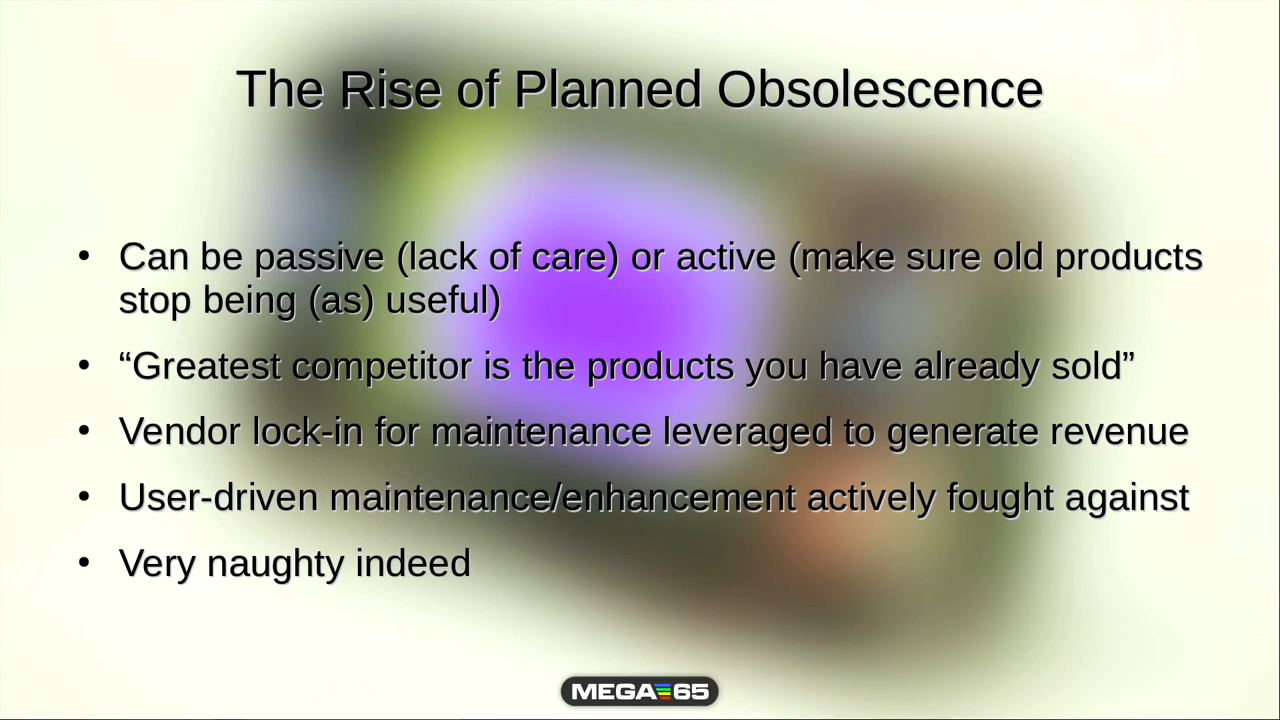 The Rise of Planned Obsolescence
• Can be passive (lack of care) or active (make sure old products
stop being (as) useful)
• “Greatest competitor is the products you have already sold”
• Vendor lock-in for maintenance leveraged to generate revenue
• User-driven maintenance/enhancement actively fought against
• Very naughty indeed
MEGA 65